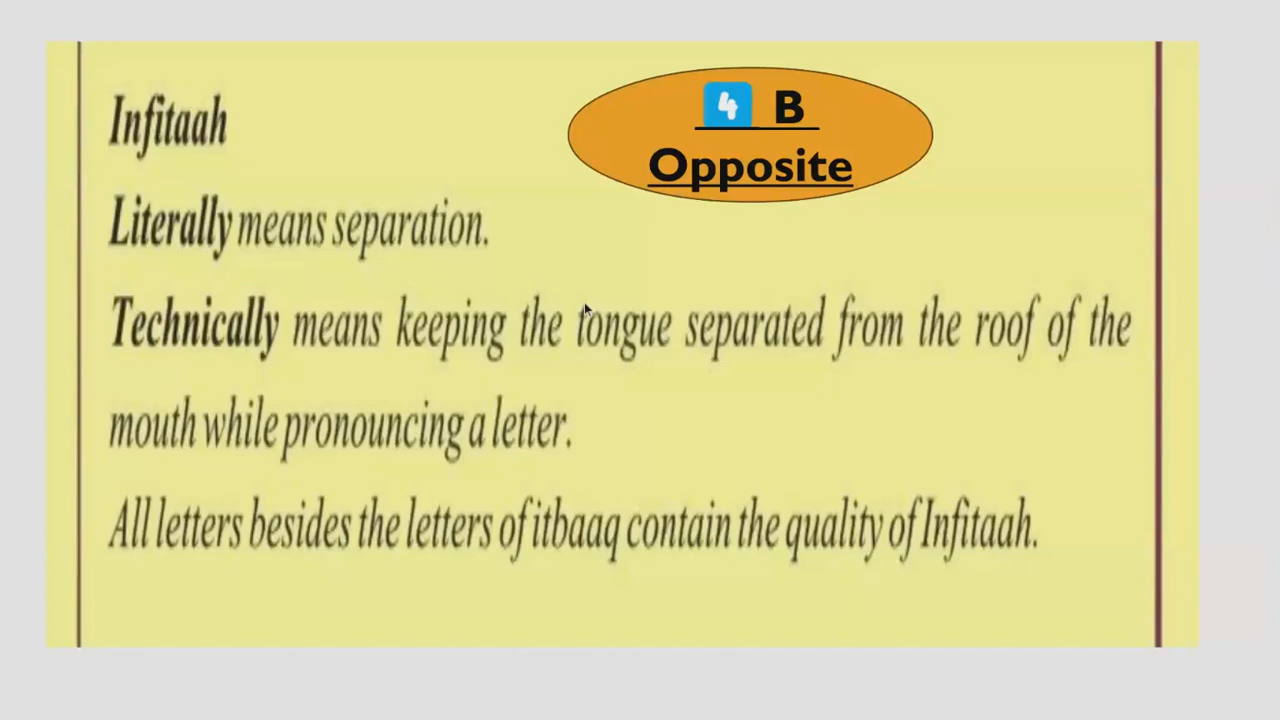 Infitaah
4 B
Opposite
Literally means separation.
Technically means keeping the tongue separated from the roof of the
mouth while pronouncing a letter.
All letters besides the letters of itbaaq contain the quality of Infitaah.